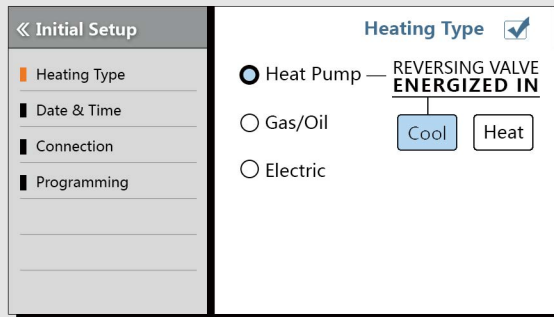 « Initial Setup
Heating Type
Date & Time
Connection
Programming
Heating Type
Heat Pump
REVERSING VALVE
ENERGIZED IN
Cool
Heat
Gas/Oil
Electric